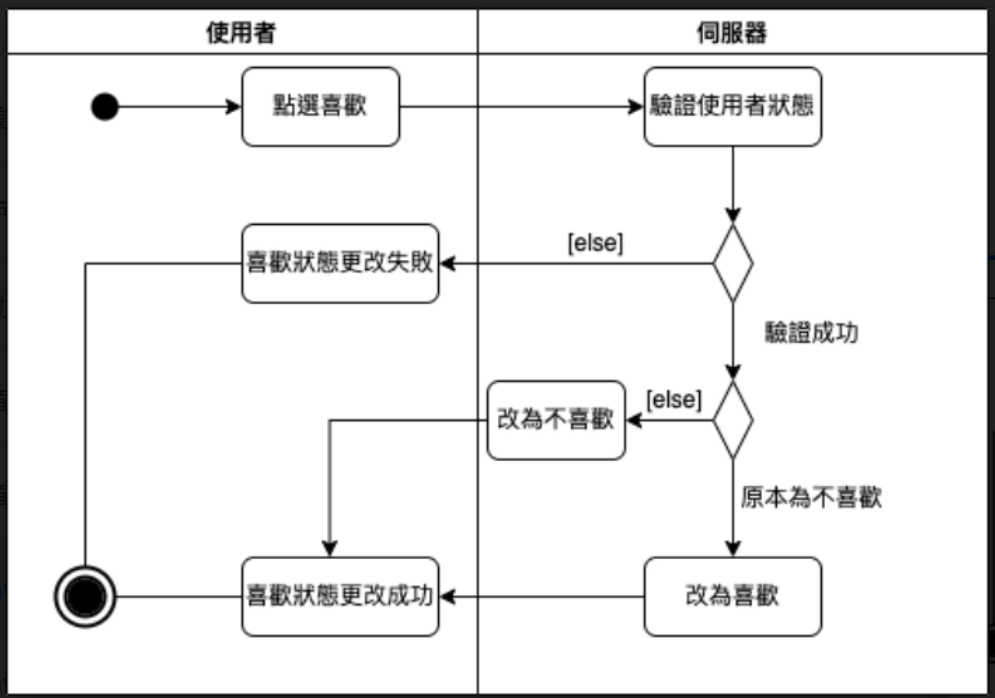 使用者
伺服器
點選喜歡
驗證使用者狀態
喜歡狀態更改失敗
[else]
驗證成功
改為不喜歡
[else]
原本為不喜歡
喜歡狀態更改成功
改為喜歡